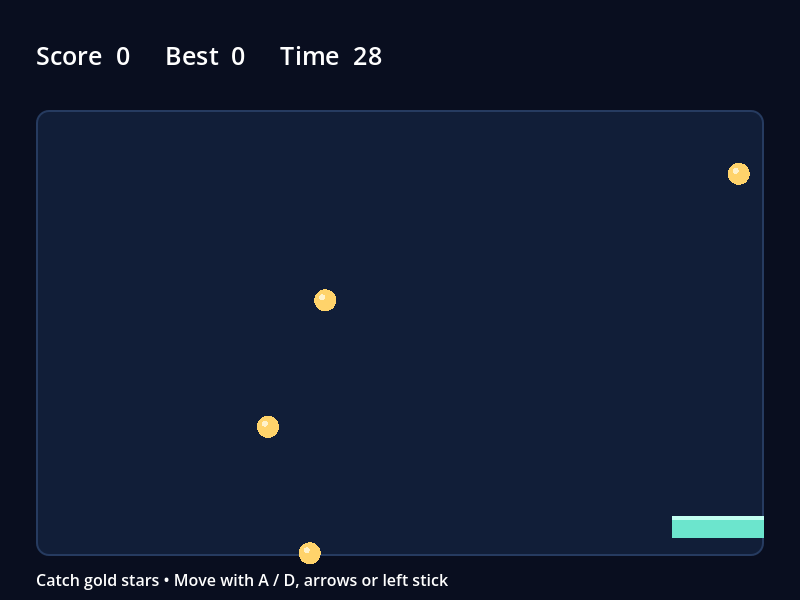 Score 0 Best 0 Time 28
Catch gold stars • Move with A / D, arrows or left stick